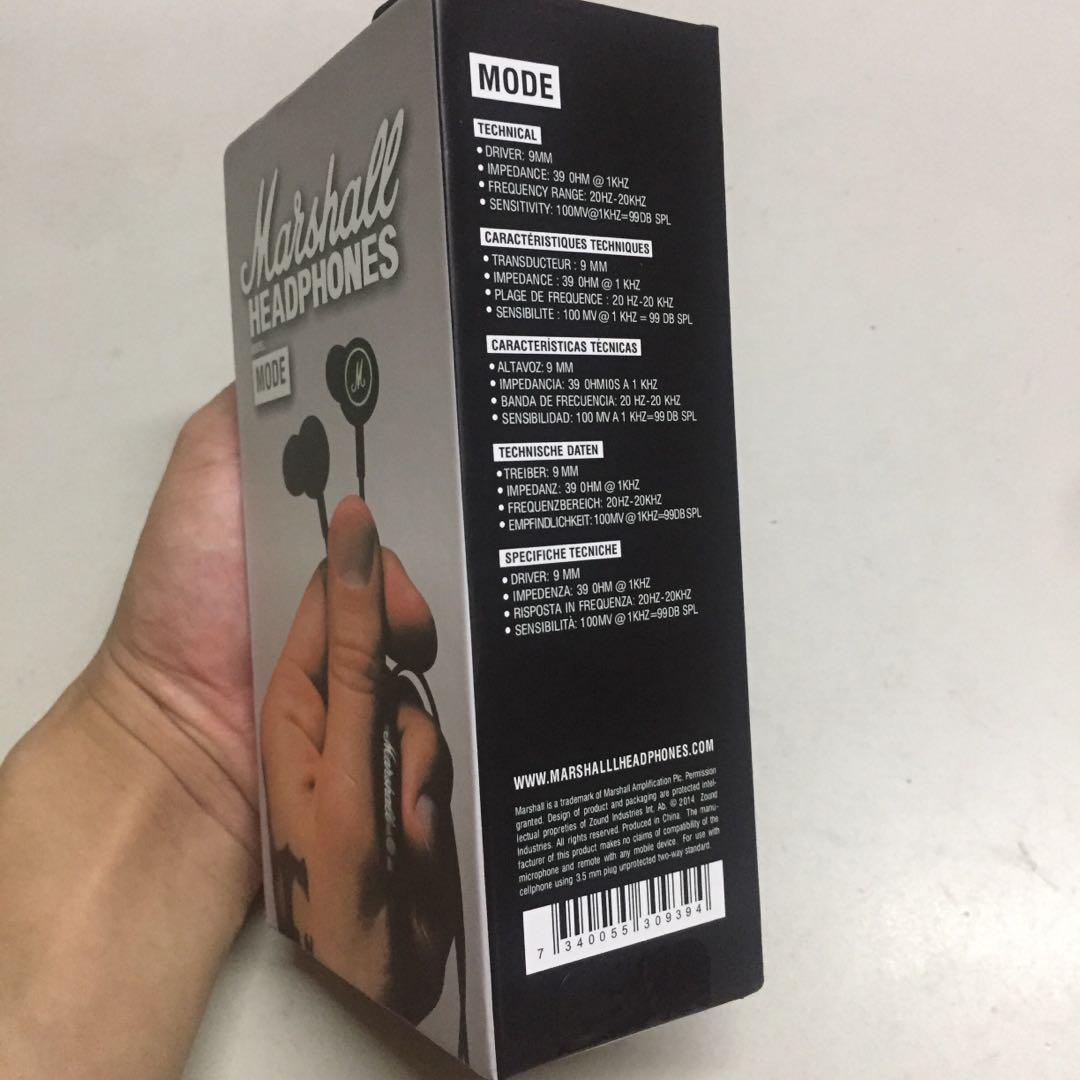 Marshall
HEADPHONES
MODE
MODE
TECHNICAL
• DRIVER: 9MM
• IMPEDANCE: 39 OHM @ 1KHZ
• FREQUENCY RANGE: 20HZ-20KHZ
• SENSITIVITY: 100MV@1KHZ=99DB SPL
CARACTÉRISTIQUES TECHNIQUES
• TRANSDUCTEUR : 9 MM
• IMPEDANCE : 39 OHM @ 1 KHZ
• PLAGE DE FREQUENCE : 20 HZ-20 KHZ
• SENSIBILITE : 100 MV @ 1 KHZ = 99 DB SPL
CARACTERÍSTICAS TÉCNICAS
• ALTAVOZ: 9 MM
• IMPEDANCIA: 39 OHMIOS A 1 KHZ
• BANDA DE FRECUENCIA: 20 HZ-20 KHZ
• SENSIBILIDAD: 100 MV A 1 KHZ=99 DB SPL
TECHNISCHE DATEN
• TREIBER: 9 MM
• IMPEDANZ: 39 OHM @ 1KHZ
• FREQUENZBEREICH: 20HZ-20KHZ
• EMPFINDLICHKEIT: 100MV @ 1KHZ=99DB SPL
SPECIFICHE TECNICHE
• DRIVER: 9 MM
• IMPEDENZA: 39 OHM @ 1KHZ
• RISPOSTA IN FREQUENZA: 20HZ-20KHZ
• SENSIBILITÀ: 100MV @ 1KHZ=99DB SPL
WWW.MARSHALLLHEADPHONES.COM
Marshall is a trademark of Marshall Amplification Plc. Permission
granted. Design of product and packaging are protected intel-
lectual propreties of Zound Industries Int. Ab. © 2014 Zound
Industries. All rights reserved. Produced in China. The manu-
facturer of this product makes no claims of compatibility of the
microphone and remote with any mobile device. For use with
cellphone using 3.5 mm plug unprotected two-way standard.
7 340055 309394
M
Marshall